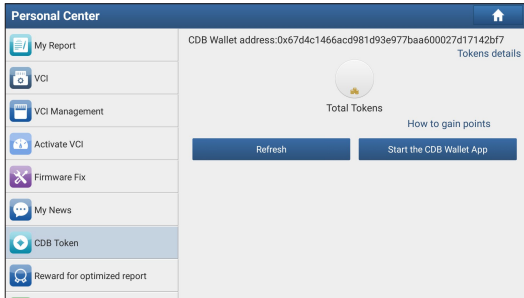 Personal Center
My Report
VCI
VCI Management
Activate VCI
Firmware Fix
My News
CDB Token
Reward for optimized report
CDB Wallet address:0x67d4c1466acd981d93e977baa600027d17142bf7
Tokens details
Total Tokens
How to gain points
Refresh
Start the CDB Wallet App